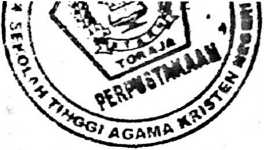 TORAJA
PERPUSTAKAAN
★ SEKOLAH TINGGI AGAMA KRISTEN